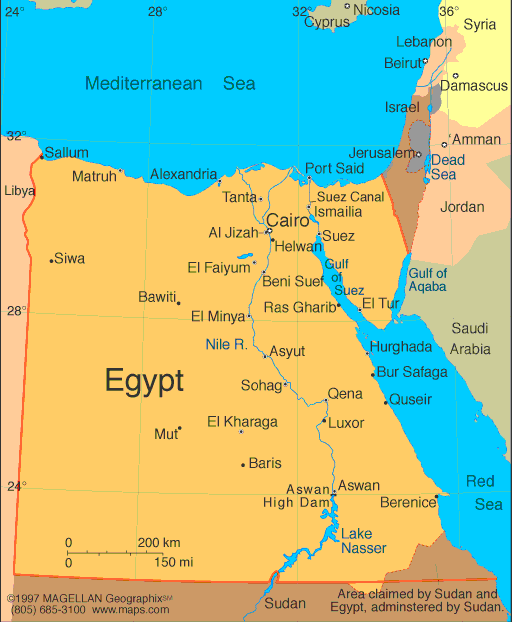 24°
28°
32°
36°
Nicosia
Cyprus
Syria
Lebanon
Beirut
Mediterranean Sea
Damascus
Israel
32°
'Amman
Sallum
Jerusalem
Dead
Sea
Matruh
Alexandria
Port Said
Libya
Tanta
Suez Canal
Ismailia
Jordan
Cairo
Al Jizah
Suez
Helwan
Siwa
El Faiyum
Gulf
of
Suez
Gulf of
Aqaba
Beni Suef
Bawiti
Ras Gharib
El Tur
28°
El Minya
Saudi
Arabia
Nile R.
Asyut
Hurghada
Egypt
Sohag
Bur Safaga
Qena
Quseir
El Kharaga
Luxor
Mut
Baris
24°
Aswan
High Dam
Aswan
Berenice
Red
Sea
Lake
Nasser
0
200 km
0
150 mi
©1997 MAGELLAN Geographix℠
(805) 685-3100 www.maps.com
Sudan
Area claimed by Sudan and
Egypt, adminstered by Sudan.